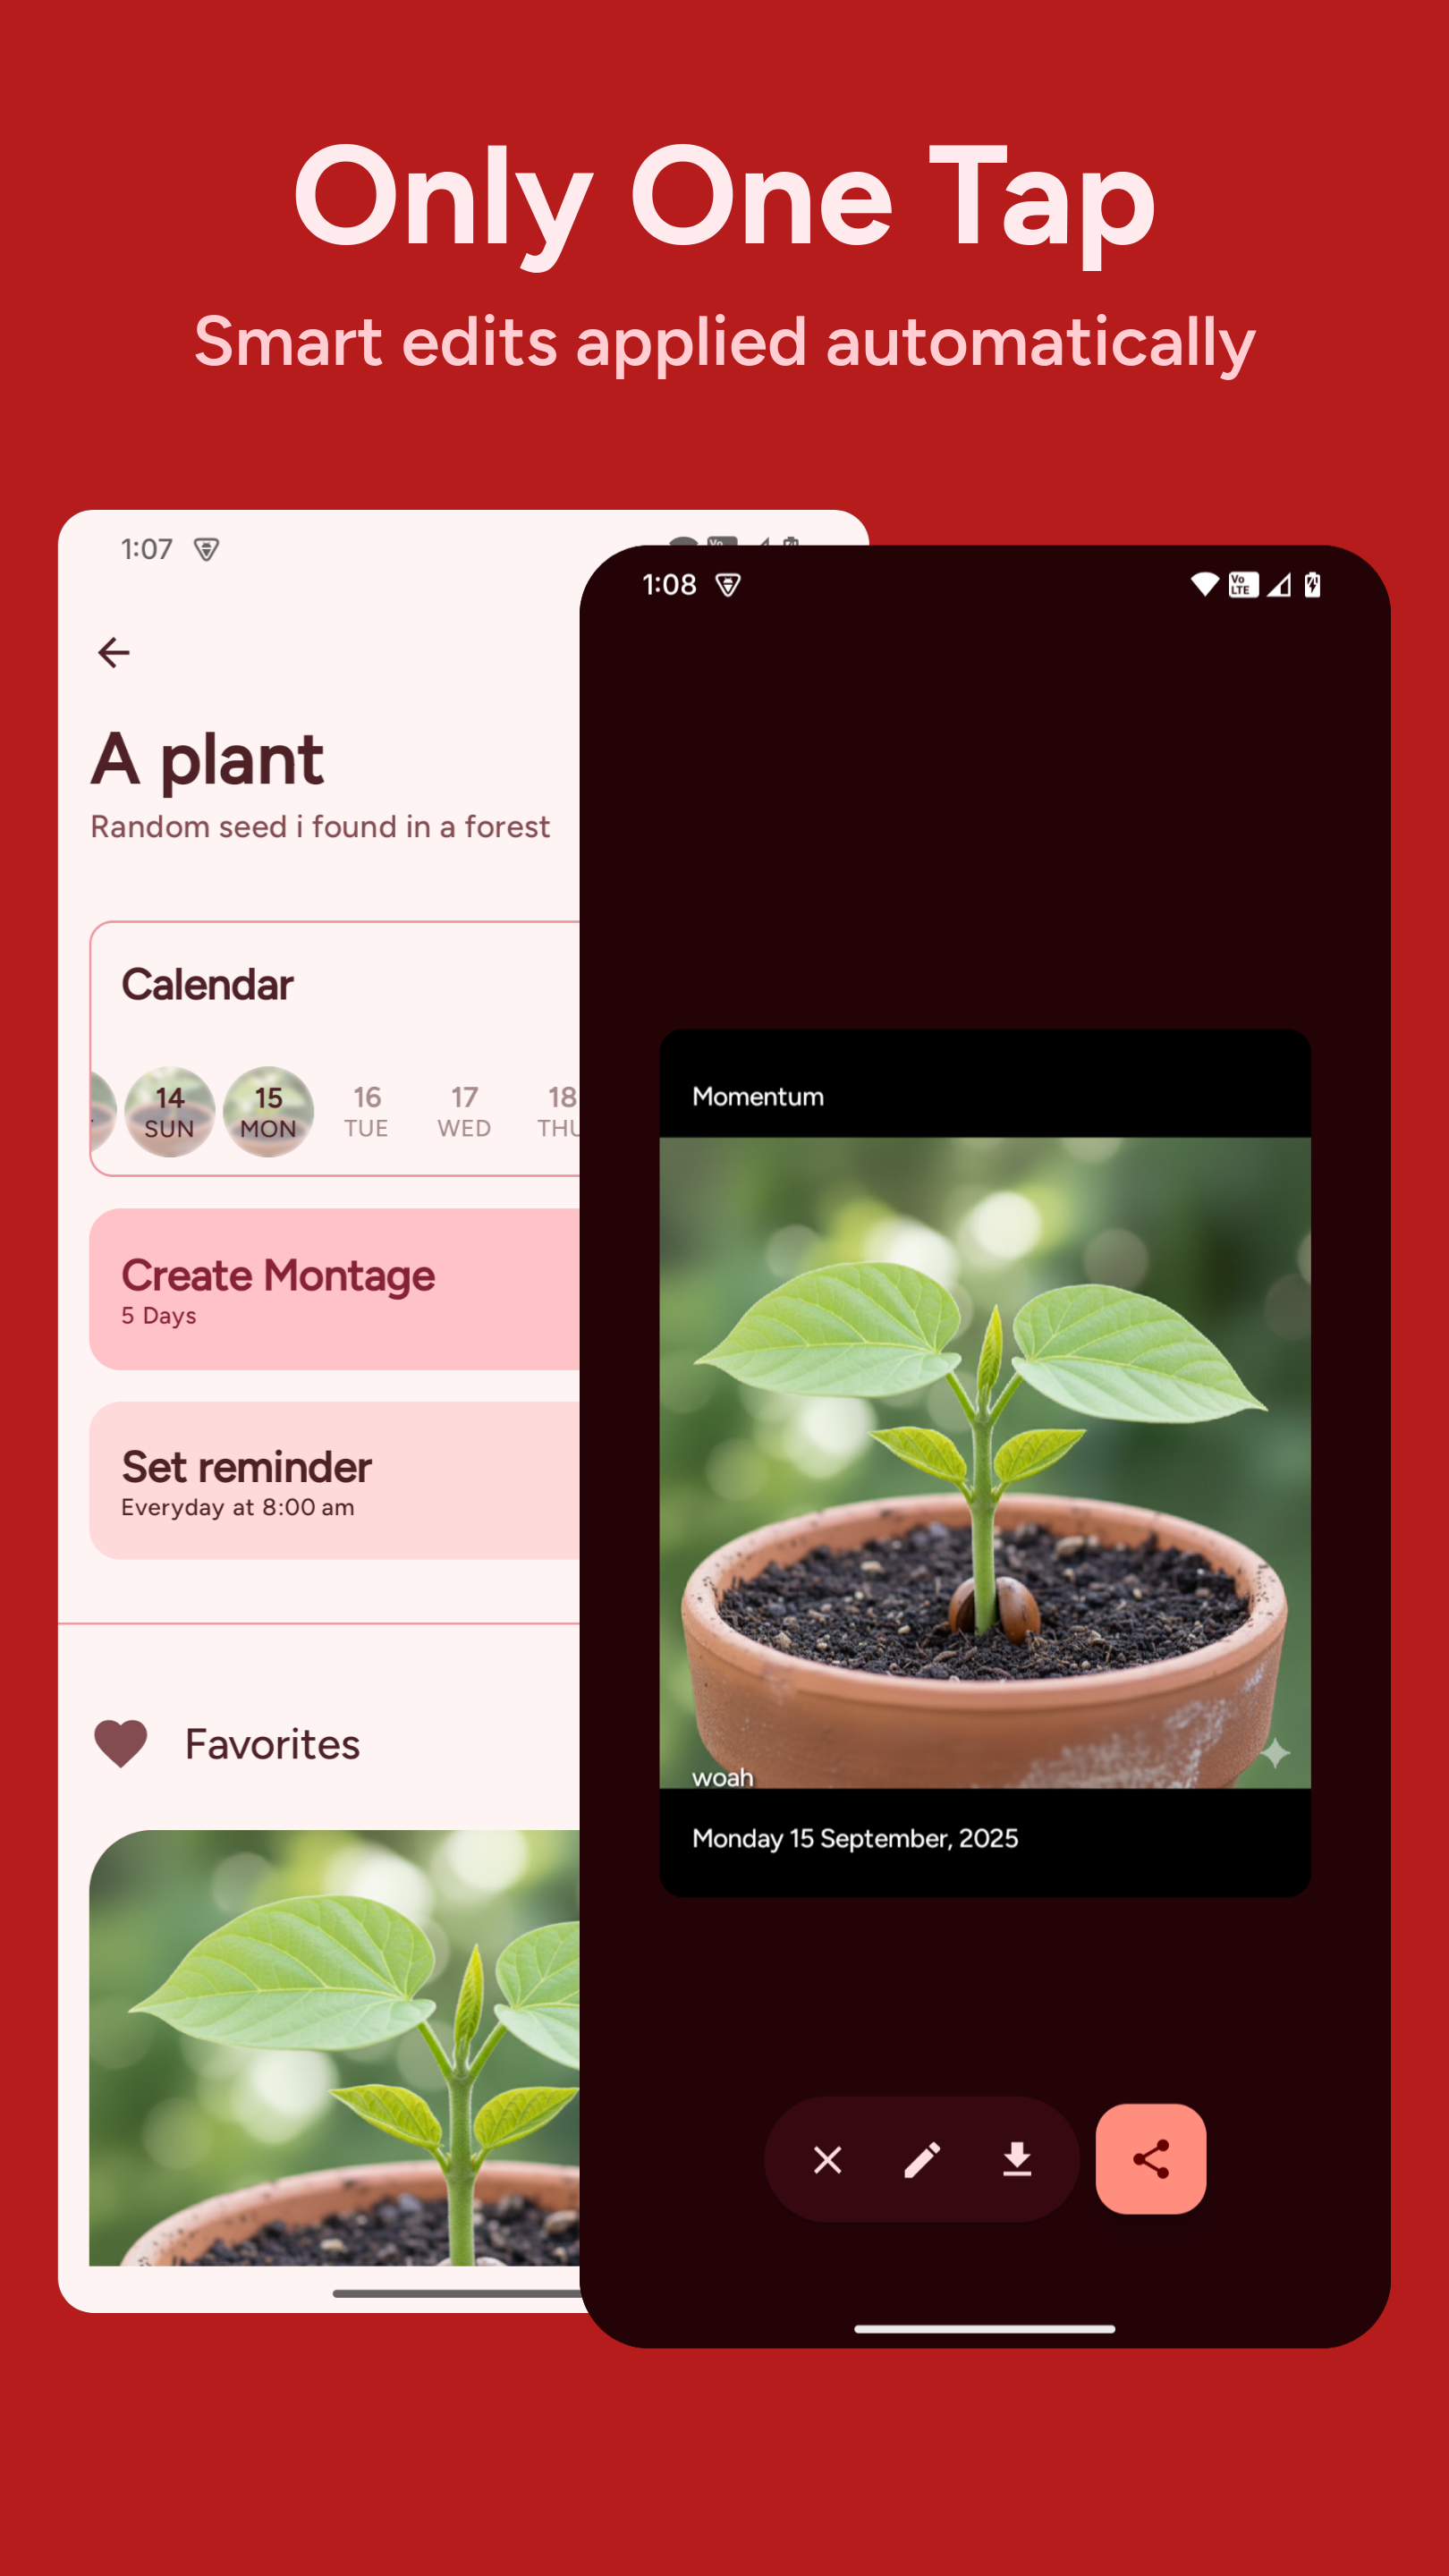 Only One Tap
Smart edits applied automatically
1:07
A plant
Random seed i found in a forest
Calendar
14 15 16 17 18
SUN MON TUE WED THU
Create Montage
5 Days
Set reminder
Everyday at 8:00 am
Favorites
1:08
Vo
LTE
Momentum
woah
Monday 15 September, 2025